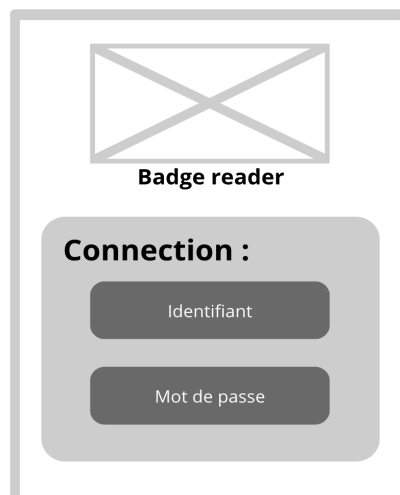 Badge reader
Connection :
Identifiant
Mot de passe